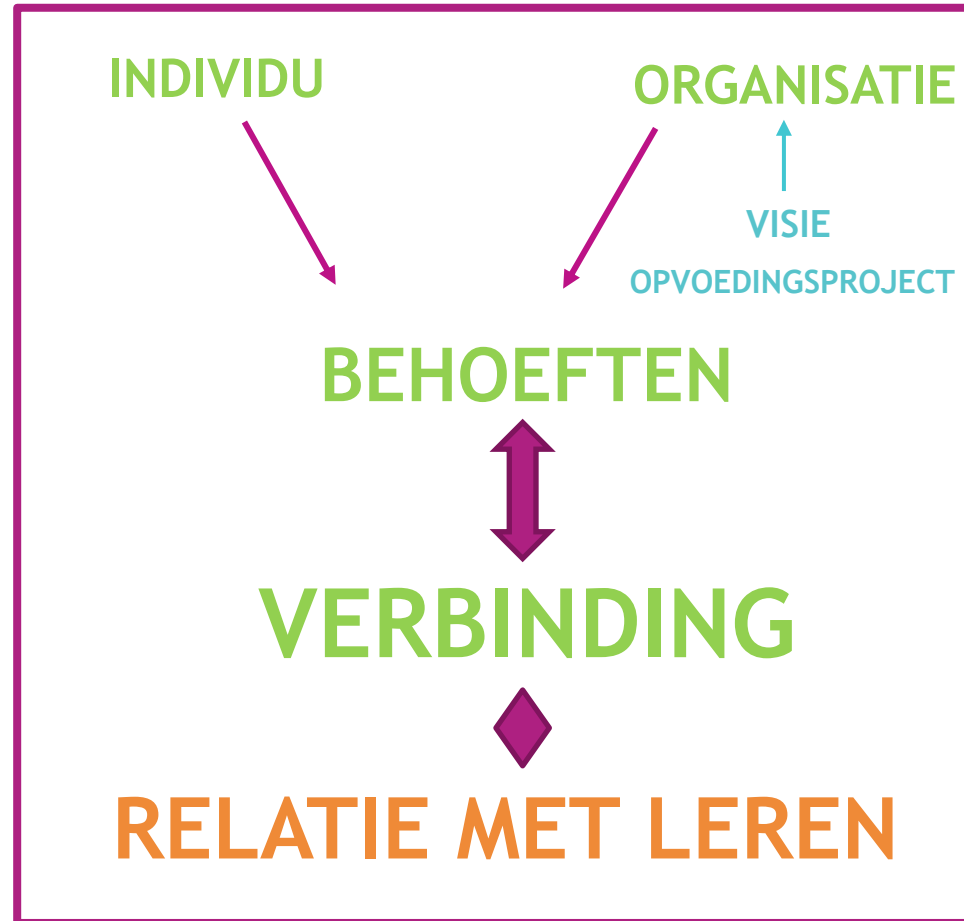 INDIVIDU
ORGANISATIE
VISIE
OPVOEDINGSPROJECT
BEHOEFTEN
VERBINDING
RELATIE MET LEREN